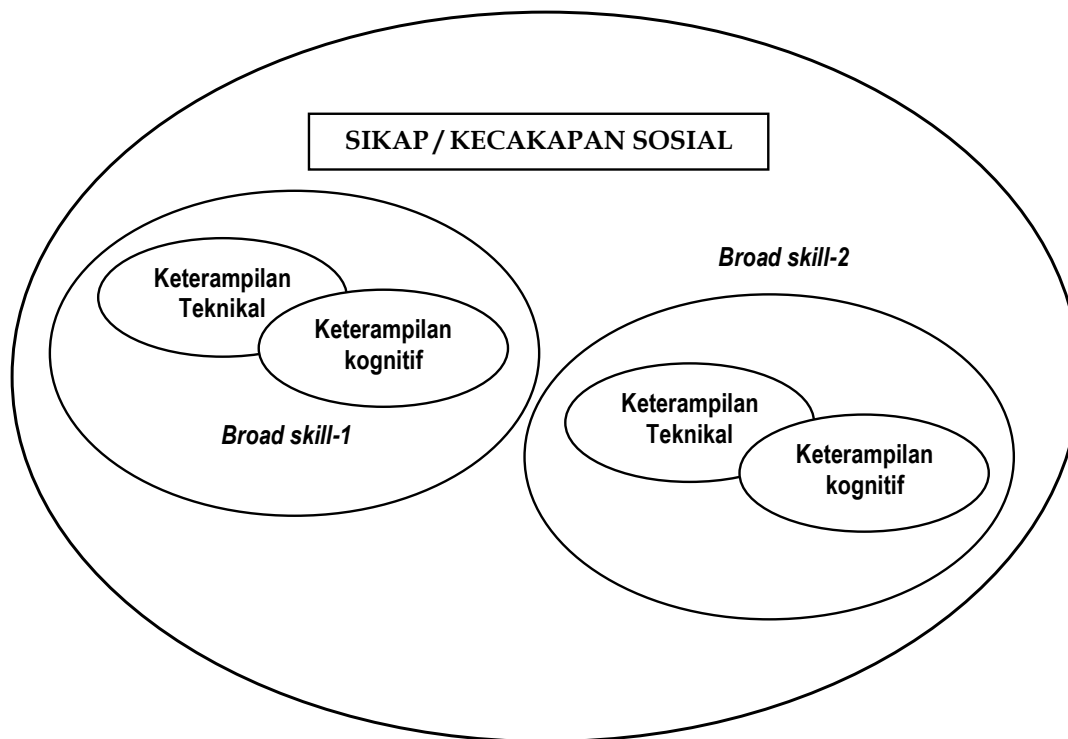 SIKAP / KECAKAPAN SOSIAL
Keterampilan
Teknikal
Keterampilan
kognitif
Broad skill-1
Broad skill-2
Keterampilan
Teknikal
Keterampilan
kognitif